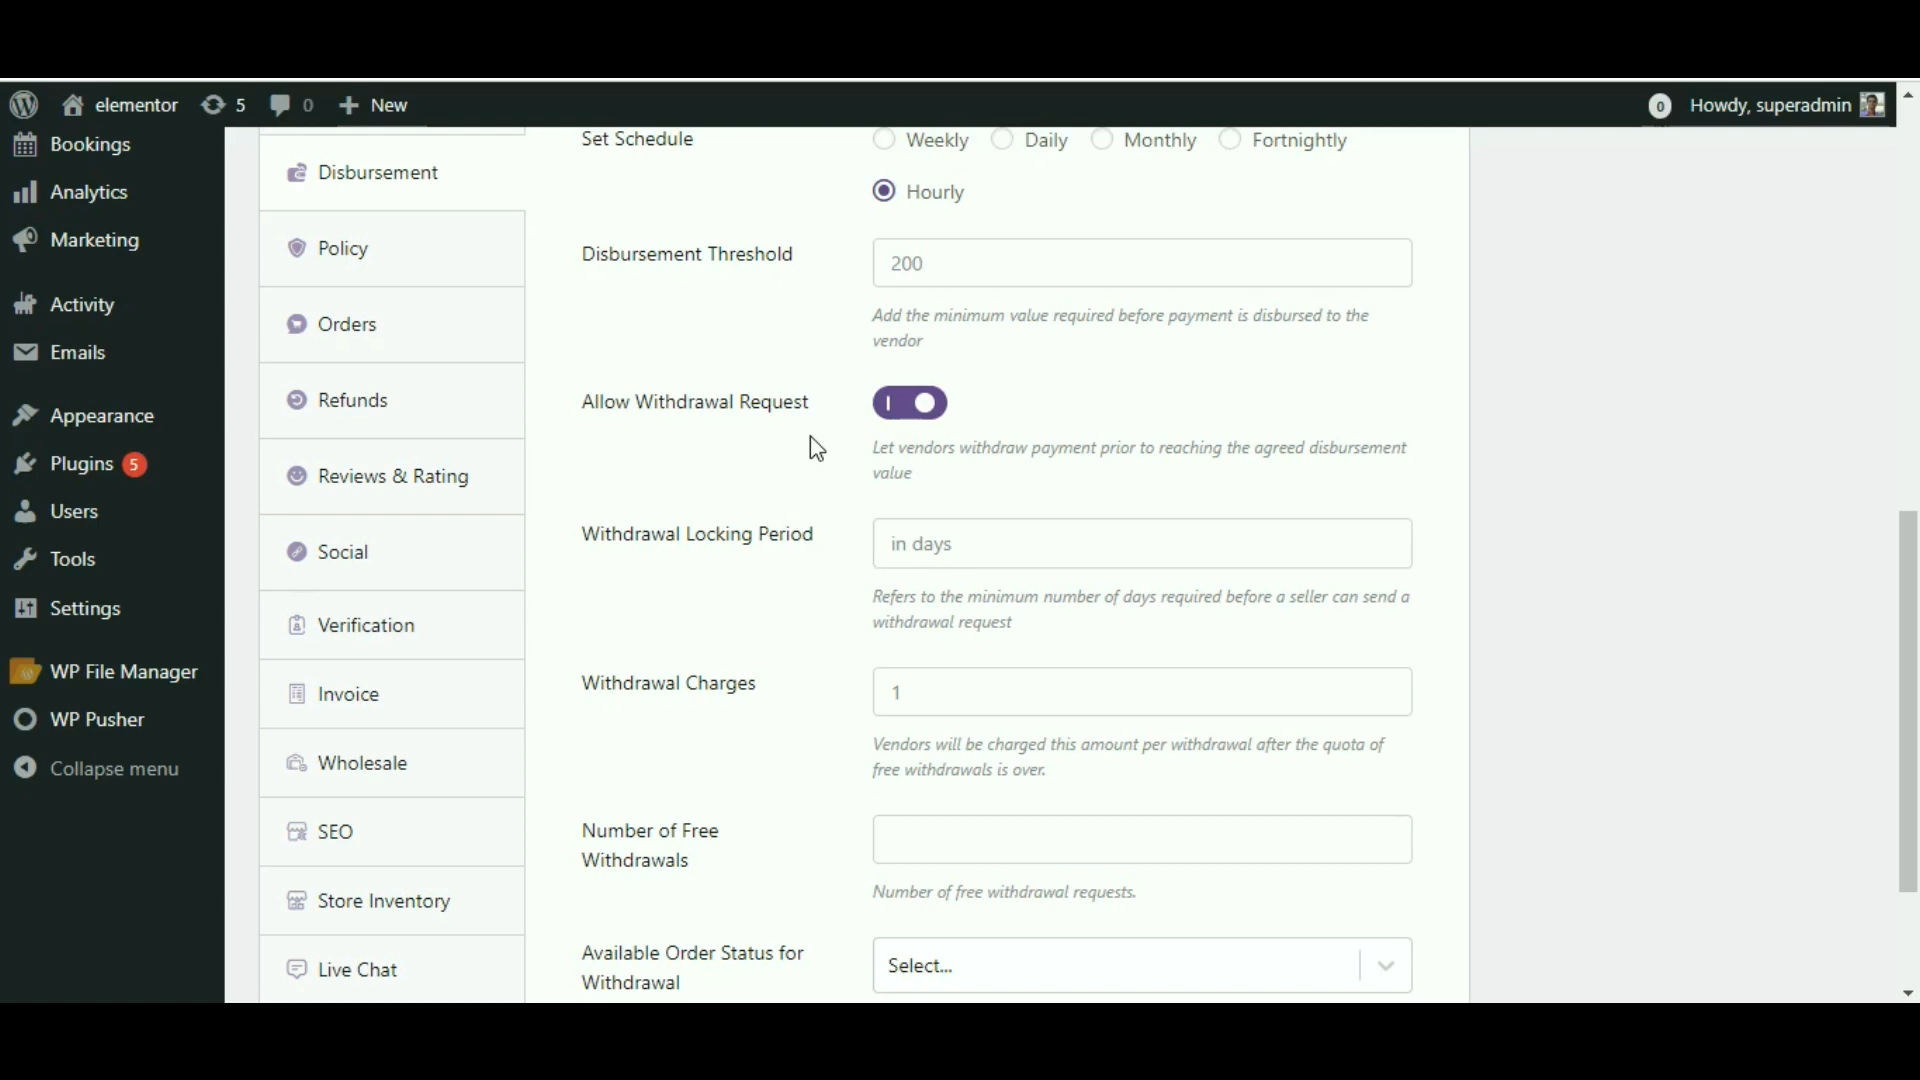 elementor 5 0 New 0 Howdy, superadmin
Bookings
Analytics
Marketing
Activity
Emails
Appearance
Plugins 5
Users
Tools
Settings
WP File Manager
WP Pusher
Collapse menu
Disbursement
Policy
Orders
Refunds
Reviews & Rating
Social
Verification
Invoice
Wholesale
SEO
Store Inventory
Live Chat
Set Schedule
Weekly Daily Monthly Fortnightly
Hourly
Disbursement Threshold
200
Add the minimum value required before payment is disbursed to the
vendor
Allow Withdrawal Request
Let vendors withdraw payment prior to reaching the agreed disbursement
value
Withdrawal Locking Period
in days
Refers to the minimum number of days required before a seller can send a
withdrawal request
Withdrawal Charges
1
Vendors will be charged this amount per withdrawal after the quota of
free withdrawals is over.
Number of Free
Withdrawals
Number of free withdrawal requests.
Available Order Status for
Withdrawal
Select...